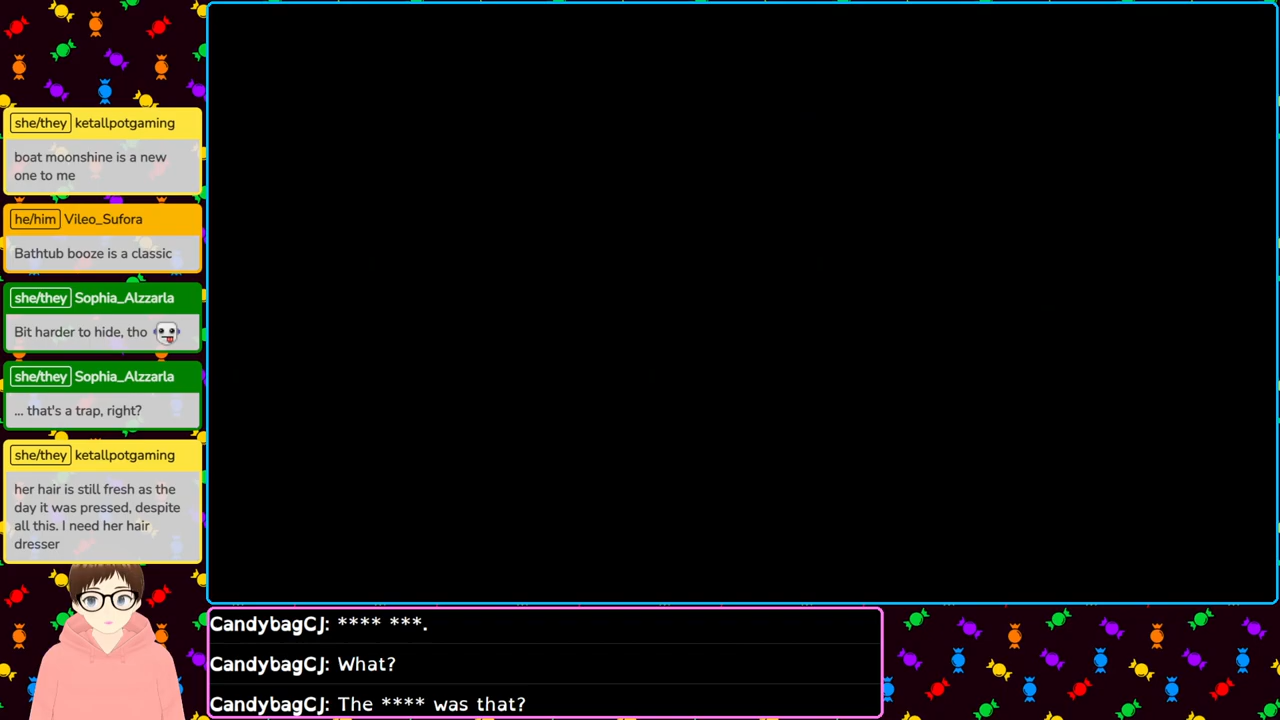 she/they ketallpotgaming
boat moonshine is a new
one to me
he/him Vileo_Sufora
Bathtub booze is a classic
she/they Sophia_Alzzarla
Bit harder to hide, tho
she/they Sophia_Alzzarla
... that's a trap, right?
she/they ketallpotgaming
her hair is still fresh as the
day it was pressed, despite
all this. I need her hair
dresser
CandybagCJ: **** ***.
CandybagCJ: What?
CandybagCJ: The **** was that?